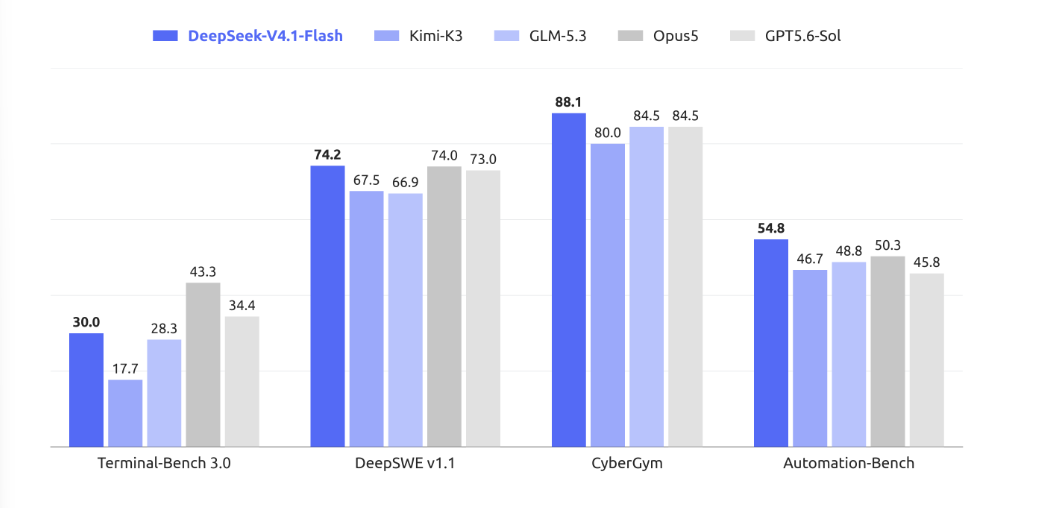 DeepSeek-V4.1-Flash Kimi-K3 GLM-5.3 Opus5 GPT5.6-Sol
30.0 17.7 28.3 43.3 34.4
74.2 67.5 66.9 74.0 73.0
88.1 80.0 84.5 84.5
54.8 46.7 48.8 50.3 45.8
Terminal-Bench 3.0 DeepSWE v1.1 CyberGym Automation-Bench